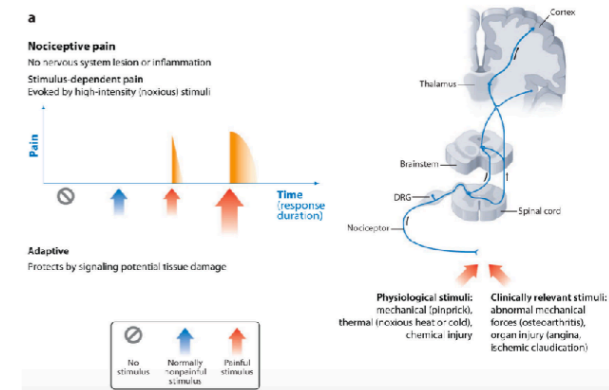 a
Nociceptive pain
No nervous system lesion or inflammation
Stimulus-dependent pain
Evoked by high-intensity (noxious) stimuli
Pain
Time
(response
duration)
Adaptive
Protects by signaling potential tissue damage
No
stimulus
Normally
nonpainful
stimulus
Painful
stimulus
Cortex
Thalamus
Brainstem
DRG
Spinal cord
Nociceptor
Physiological stimuli:
mechanical (pinprick),
thermal (noxious heat or cold),
chemical injury
Clinically relevant stimuli:
abnormal mechanical
forces (osteoarthritis),
organ injury (angina,
ischemic claudication)